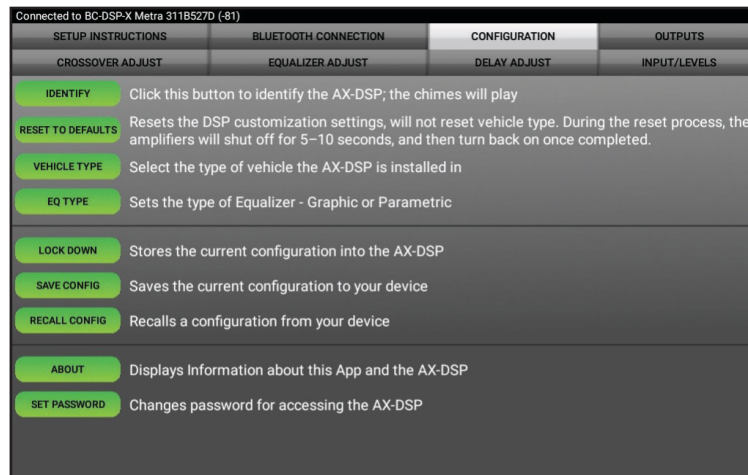 Connected to BC-DSP-X Metra 311B527D (-81)
SETUP INSTRUCTIONS BLUETOOTH CONNECTION CONFIGURATION OUTPUTS
CROSSOVER ADJUST EQUALIZER ADJUST DELAY ADJUST INPUT/LEVELS
IDENTIFY Click this button to identify the AX-DSP; the chimes will play
RESET TO DEFAULTS Resets the DSP customization settings, will not reset vehicle type. During the reset process, the
amplifiers will shut off for 5–10 seconds, and then turn back on once completed.
VEHICLE TYPE Select the type of vehicle the AX-DSP is installed in
EQ TYPE Sets the type of Equalizer - Graphic or Parametric
LOCK DOWN Stores the current configuration into the AX-DSP
SAVE CONFIG Saves the current configuration to your device
RECALL CONFIG Recalls a configuration from your device
ABOUT Displays Information about this App and the AX-DSP
SET PASSWORD Changes password for accessing the AX-DSP